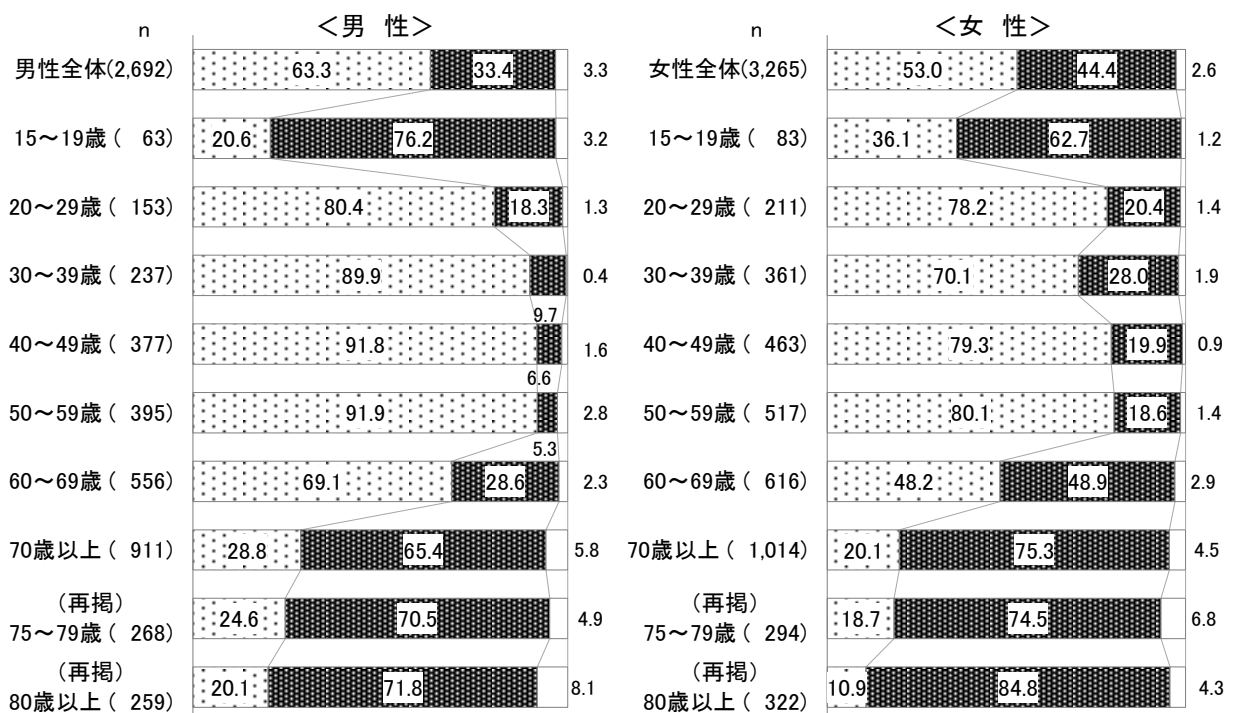 n ＜男 性＞
男性全体(2,692) 63.3 33.4 3.3
15～19歳( 63) 20.6 76.2 3.2
20～29歳( 153) 80.4 18.3 1.3
30～39歳( 237) 89.9 0.4
9.7
40～49歳( 377) 91.8 1.6
6.6
50～59歳( 395) 91.9 2.8
5.3
60～69歳( 556) 69.1 28.6 2.3
70歳以上( 911) 28.8 65.4 5.8
(再掲)
75～79歳( 268) 24.6 70.5 4.9
(再掲)
80歳以上( 259) 20.1 71.8 8.1
n ＜女 性＞
女性全体(3,265) 53.0 44.4 2.6
15～19歳( 83) 36.1 62.7 1.2
20～29歳( 211) 78.2 20.4 1.4
30～39歳( 361) 70.1 28.0 1.9
40～49歳( 463) 79.3 19.9 0.9
50～59歳( 517) 80.1 18.6 1.4
60～69歳( 616) 48.2 48.9 2.9
70歳以上( 1,014) 20.1 75.3 4.5
(再掲)
75～79歳( 294) 18.7 74.5 6.8
(再掲)
80歳以上( 322) 10.9 84.8 4.3